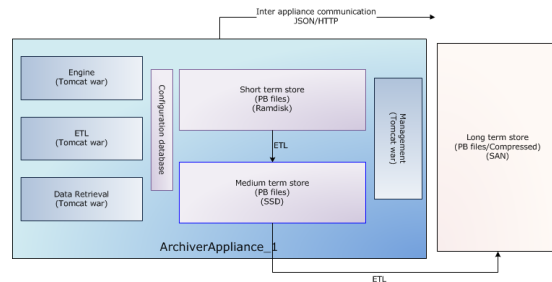 Inter appliance communication
JSON/HTTP
Engine
(Tomcat war)
ETL
(Tomcat war)
Data Retrieval
(Tomcat war)
Configuration database
Short term store
(PB files)
(Ramdisk)
ETL
Medium term store
(PB files)
(SSD)
Management
(Tomcat war)
Long term store
(PB files/Compressed)
(SAN)
ArchiverAppliance_1
ETL